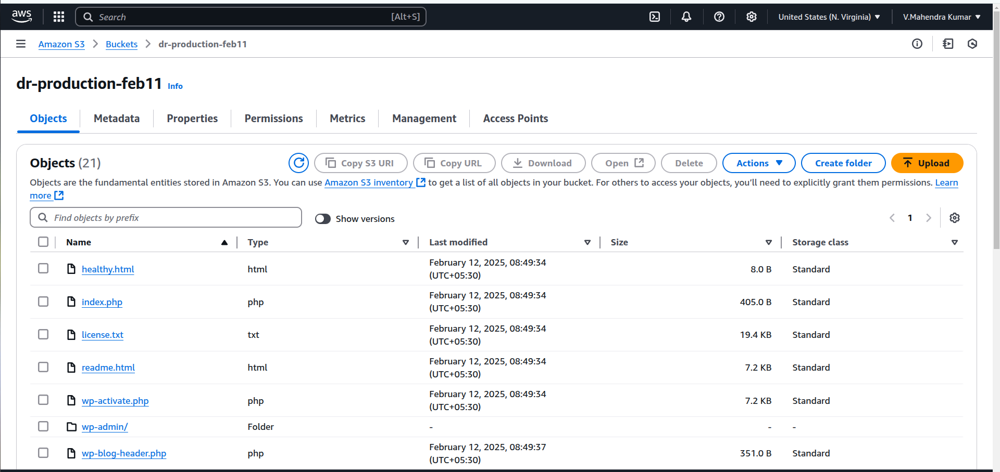 aws
Search [Alt+S]
United States (N. Virginia)
V.Mahendra Kumar
Amazon S3 > Buckets > dr-production-feb11
dr-production-feb11 Info
Objects Metadata Properties Permissions Metrics Management Access Points
Objects (21)
Copy S3 URI Copy URL Download Open Delete Actions Create folder Upload
Objects are the fundamental entities stored in Amazon S3. You can use Amazon S3 inventory to get a list of all objects in your bucket. For others to access your objects, you’ll need to explicitly grant them permissions. Learn
more
Find objects by prefix
Show versions
1
Name Type Last modified Size Storage class
healthy.html html February 12, 2025, 08:49:34 8.0 B Standard
(UTC+05:30)
index.php php February 12, 2025, 08:49:34 405.0 B Standard
(UTC+05:30)
license.txt txt February 12, 2025, 08:49:34 19.4 KB Standard
(UTC+05:30)
readme.html html February 12, 2025, 08:49:34 7.2 KB Standard
(UTC+05:30)
wp-activate.php php February 12, 2025, 08:49:34 7.2 KB Standard
(UTC+05:30)
wp-admin/ Folder - - -
wp-blog-header.php php February 12, 2025, 08:49:37 351.0 B Standard
(UTC+05:30)